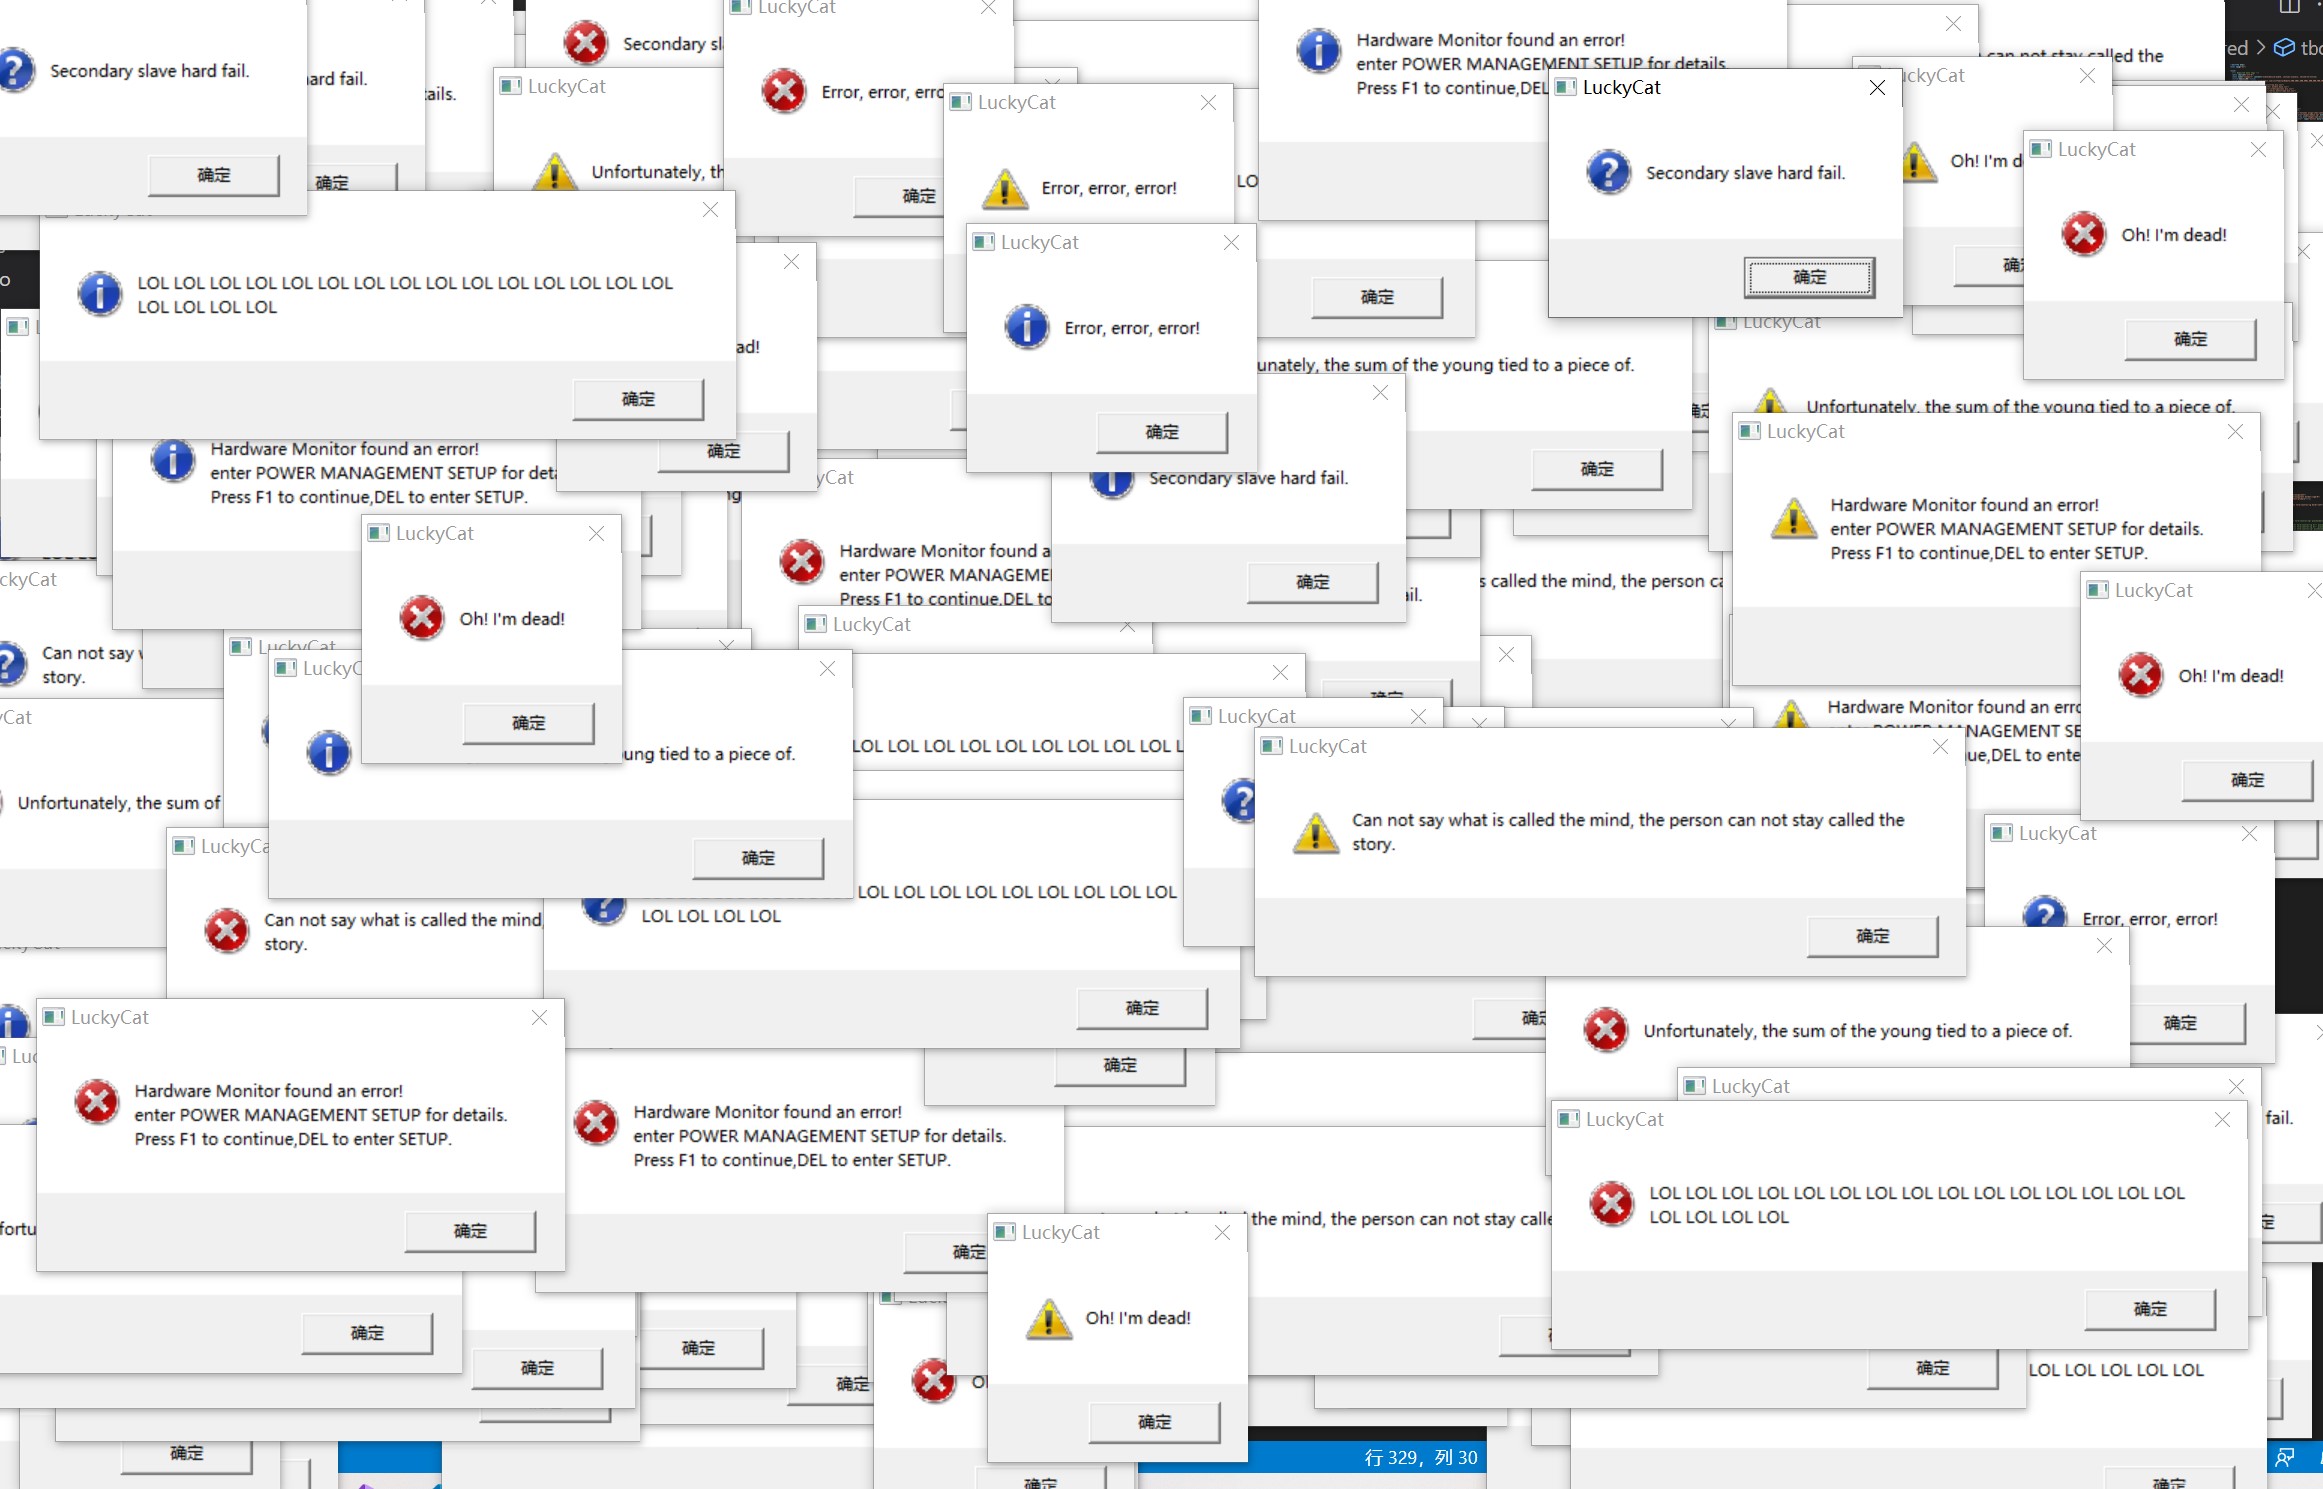 LuckyCat
Secondary slave hard fail.
确定
hard fail.
确定
LuckyCat
Unfortunately, th
Secondary sl
LuckyCat
Error, error, erro
确定
LuckyCat
Error, error, error!
LuckyCat
Error, error, error!
确定
Hardware Monitor found an error!
enter POWER MANAGEMENT SETUP for details.
Press F1 to continue,DEL
确定
can not stay called the
LuckyCat
Secondary slave hard fail.
确定
LuckyCat
Oh! I'm d
LuckyCat
Oh! I'm dead!
确定
LOL LOL LOL LOL LOL LOL LOL LOL LOL LOL LOL LOL LOL LOL LOL
LOL LOL LOL LOL
确定
确定
Hardware Monitor found an error!
enter POWER MANAGEMENT SETUP for deta
Press F1 to continue,DEL to enter SETUP.
unately, the sum of the young tied to a piece of.
确定
Secondary slave hard fail.
确定
LuckyCat
Unfortunately, the sum of the young tied to a piece of.
LuckyCat
Hardware Monitor found an error!
enter POWER MANAGEMENT SETUP for details.
Press F1 to continue,DEL to enter SETUP.
Hardware Monitor found a
enter POWER MANAGEME
Press F1 to continue,DEL to
s called the mind, the person ca
LuckyCat
LuckyCat
Oh! I'm dead!
确定
LuckyCat
Oh! I'm dead!
确定
Can not say w
story.
LuckyCat
young tied to a piece of.
确定
LOL LOL LOL LOL LOL LOL LOL LOL LOL L
Hardware Monitor found an erro
enter POWER MANAGEMENT SE
ue,DEL to ente
LuckyCat
LuckyCat
Can not say what is called the mind, the person can not stay called the
story.
确定
Unfortunately, the sum of
LuckyCat
Can not say what is called the mind,
story.
LOL LOL LOL LOL LOL LOL LOL LOL LOL
LOL LOL LOL LOL
确定
LuckyCat
Error, error, error!
确定
Unfortunately, the sum of the young tied to a piece of.
LuckyCat
Hardware Monitor found an error!
enter POWER MANAGEMENT SETUP for details.
Press F1 to continue,DEL to enter SETUP.
确定
确定
Hardware Monitor found an error!
enter POWER MANAGEMENT SETUP for details.
Press F1 to continue,DEL to enter SETUP.
确定
LuckyCat
LuckyCat
LOL LOL LOL LOL LOL LOL LOL LOL LOL LOL LOL LOL LOL LOL LOL
LOL LOL LOL LOL
确定
fail.
the mind, the person can not stay calle
LuckyCat
Oh! I'm dead!
确定
确定
确定
确定
确定
确定
LOL LOL LOL LOL LOL
确定
行 329，列 30